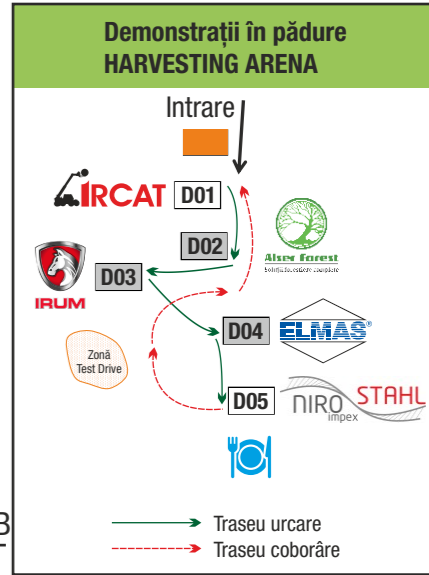 Demonstrații în pădure
HARVESTING ARENA
Intrare
IRCAT
D01
D02
Alser Forest
Soluții forestiere complete
D03
IRUM
D04
ELMAS®
Zonă
Test Drive
D05
NIRO STAHL
impex
B
Traseu urcare
Traseu coborâre